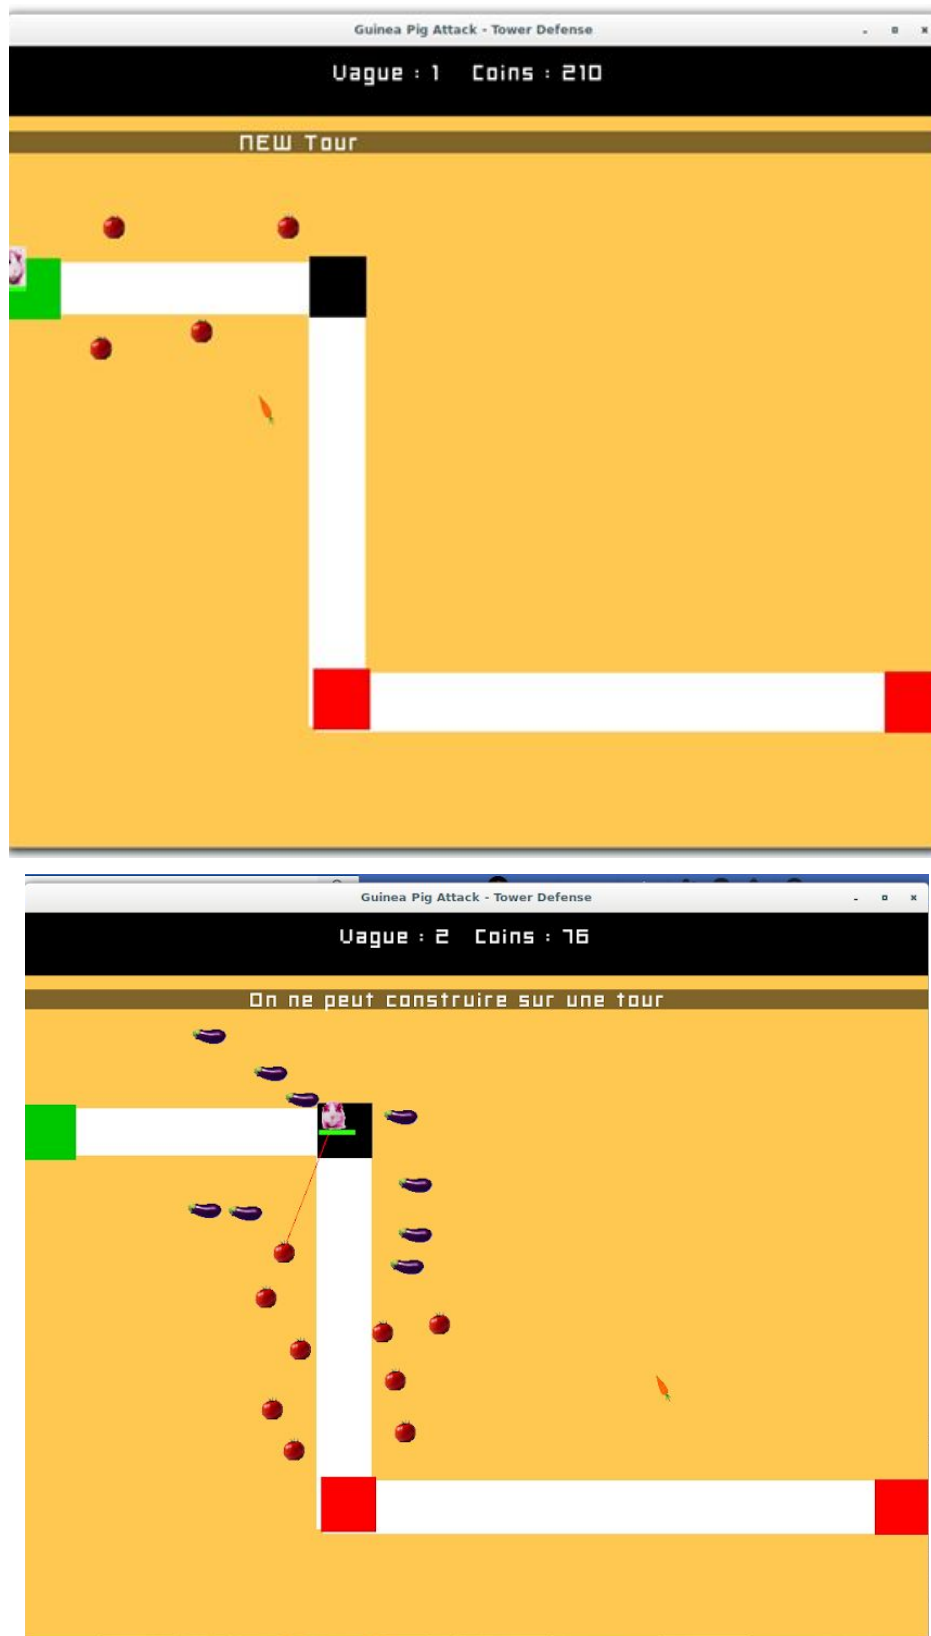 Guinea Pig Attack - Tower Defense
Vague : 1 Coins : 210
NEW Tour
Guinea Pig Attack - Tower Defense
Vague : 2 Coins : 76
On ne peut construire sur une tour